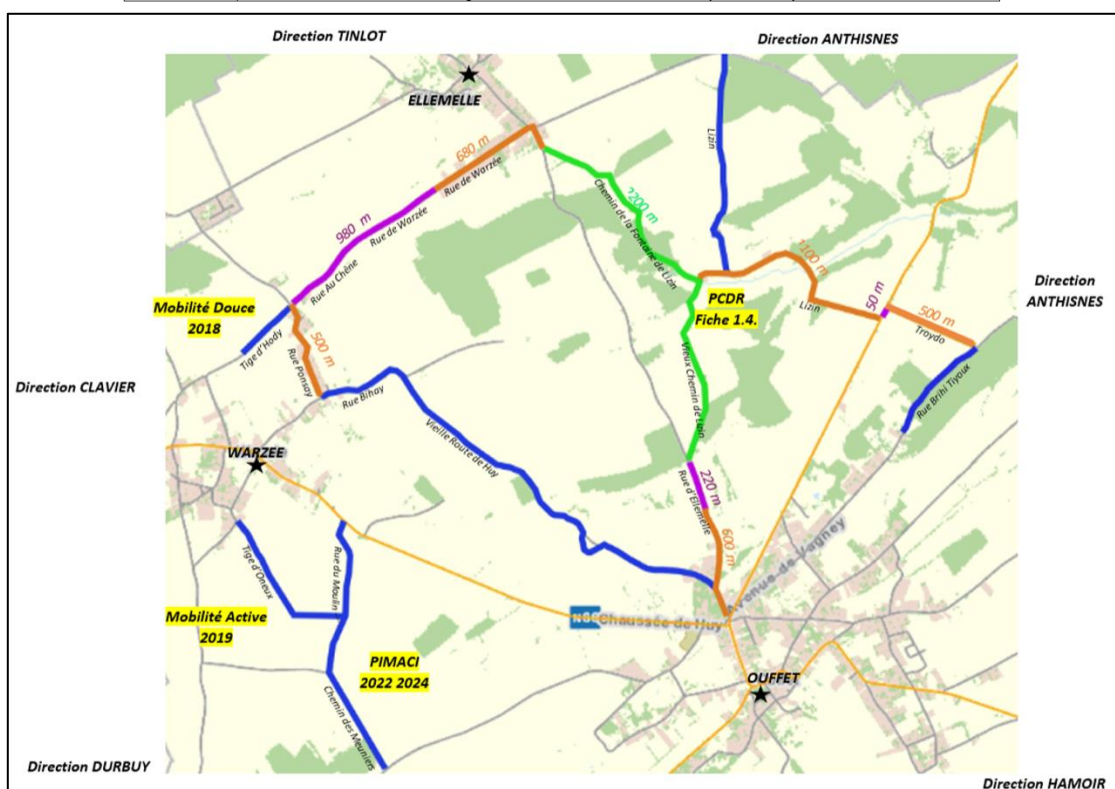 Direction TINLOT
Direction ANTHISNES
ELLEMELLE
680 m
Rue de Warzée
Lizin
Chemin de la Fontaine de Lizin
2200 m
980 m
Rue de Warzée
Rue Au Chêne
1100 m
Direction
ANTHISNES
Mobilité Douce
2018
PCDR
Fiche 1.4.
Lizin
50 m
500 m
Troydo
Tige d'Hody
500 m
Rue Ponsay
Direction CLAVIER
Rue Bihay
Vieux Chemin de Lizin
Rue Brihi Tiyoux
Vieille Route de Huy
WARZEE
220 m
Rue d'Ellemelle
600 m
Tige d'Oneux
Rue du Moulin
Avenue de Vagney
Mobilité Active
2019
Chaussée de Huy
PIMACI
2022 2024
OUFFET
Chemin des Meuniers
Direction DURBUY
Direction HAMOIR